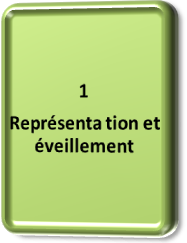 1
Représenta tion et
éveillement